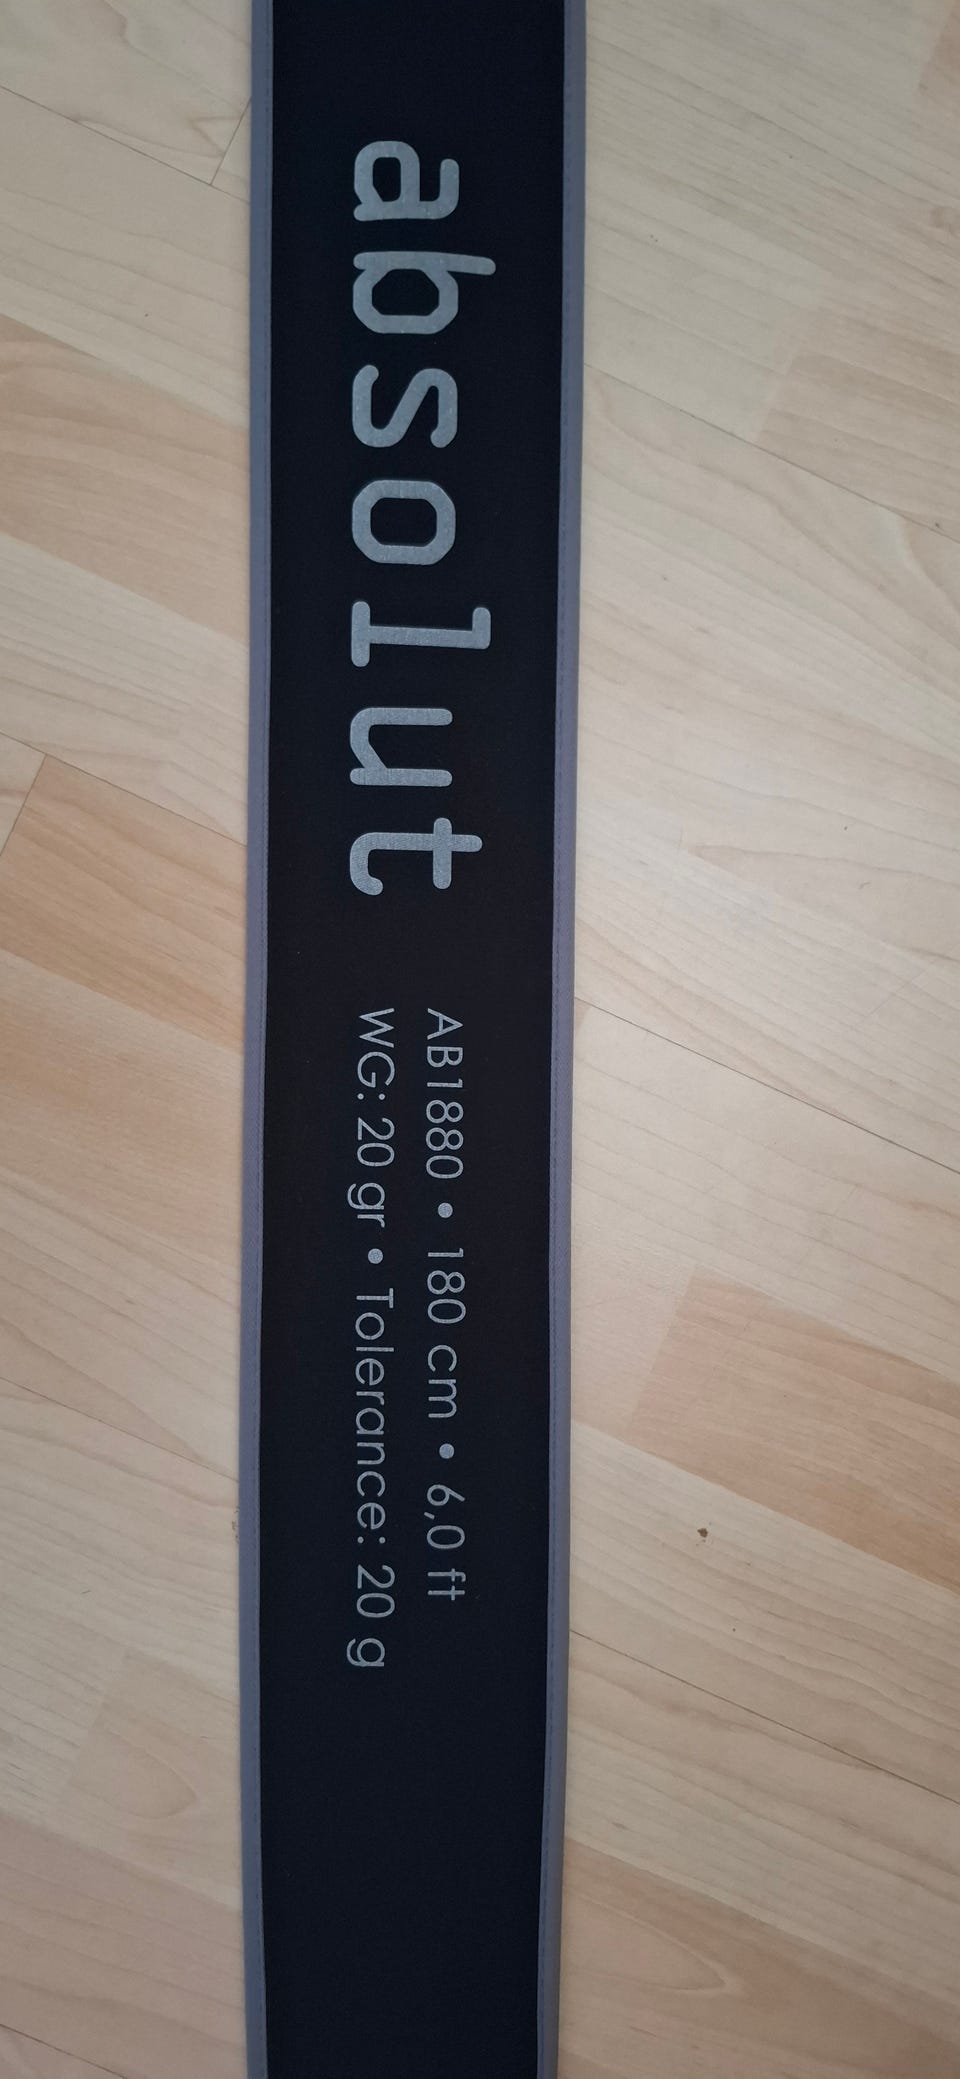 absolut
AB1880 • 180 cm • 6,0 ft
WG: 20 gr • Tolerance: 20 g